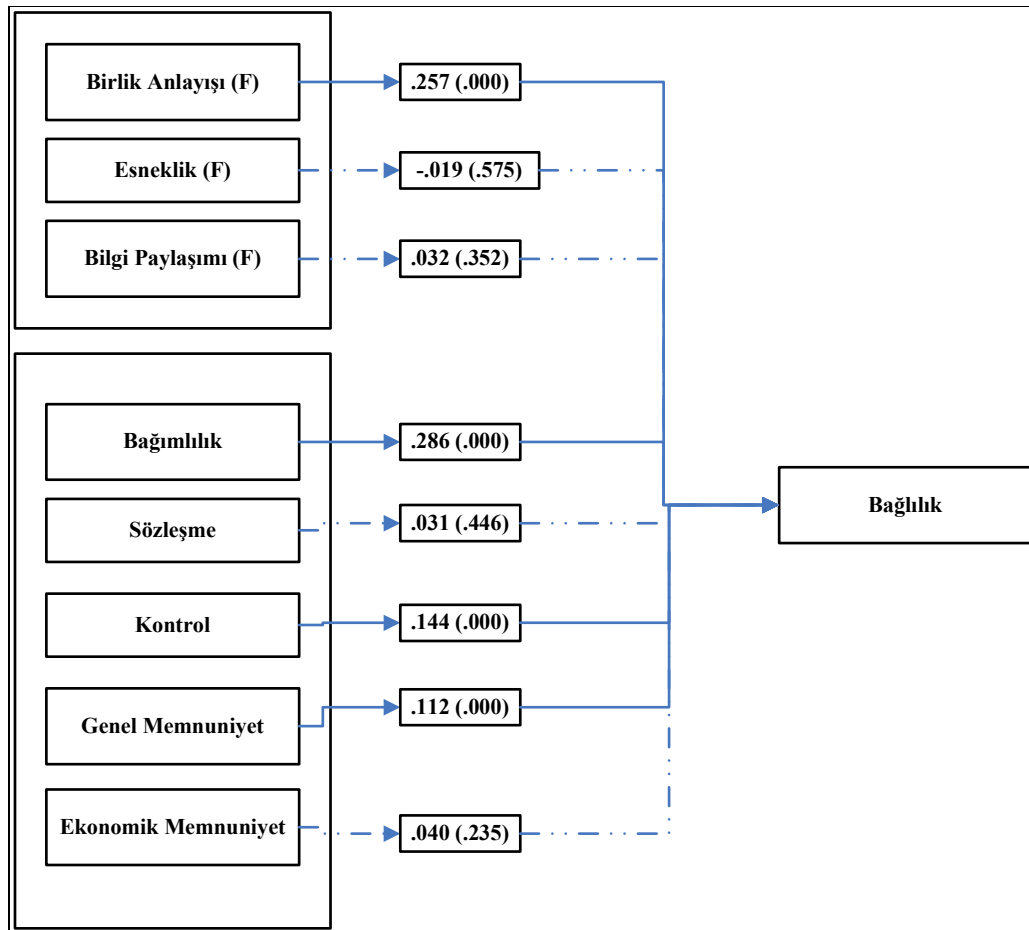 Birlik Anlayışı (F)
.257 (.000)
Esneklik (F)
-.019 (.575)
Bilgi Paylaşımı (F)
.032 (.352)
Bağımlılık
.286 (.000)
Sözleşme
.031 (.446)
Bağlılık
Kontrol
.144 (.000)
Genel Memnuniyet
.112 (.000)
Ekonomik Memnuniyet
.040 (.235)